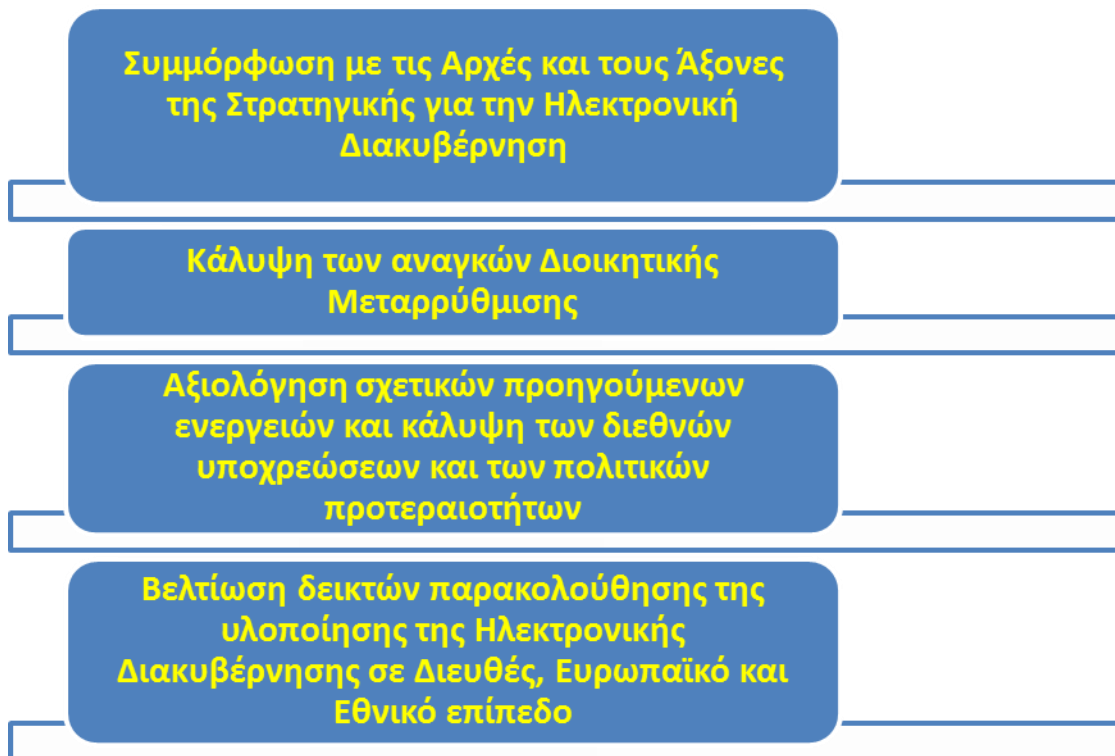 Συμμόρφωση με τις Αρχές και τους Άξονες
της Στρατηγικής για την Ηλεκτρονική
Διακυβέρνηση
Κάλυψη των αναγκών Διοικητικής
Μεταρρύθμισης
Αξιολόγηση σχετικών προηγούμενων
ενεργειών και κάλυψη των διεθνών
υποχρεώσεων και των πολιτικών
προτεραιοτήτων
Βελτίωση δεικτών παρακολούθησης της
υλοποίησης της Ηλεκτρονικής
Διακυβέρνησης σε Διευθές, Ευρωπαϊκό και
Εθνικό επίπεδο